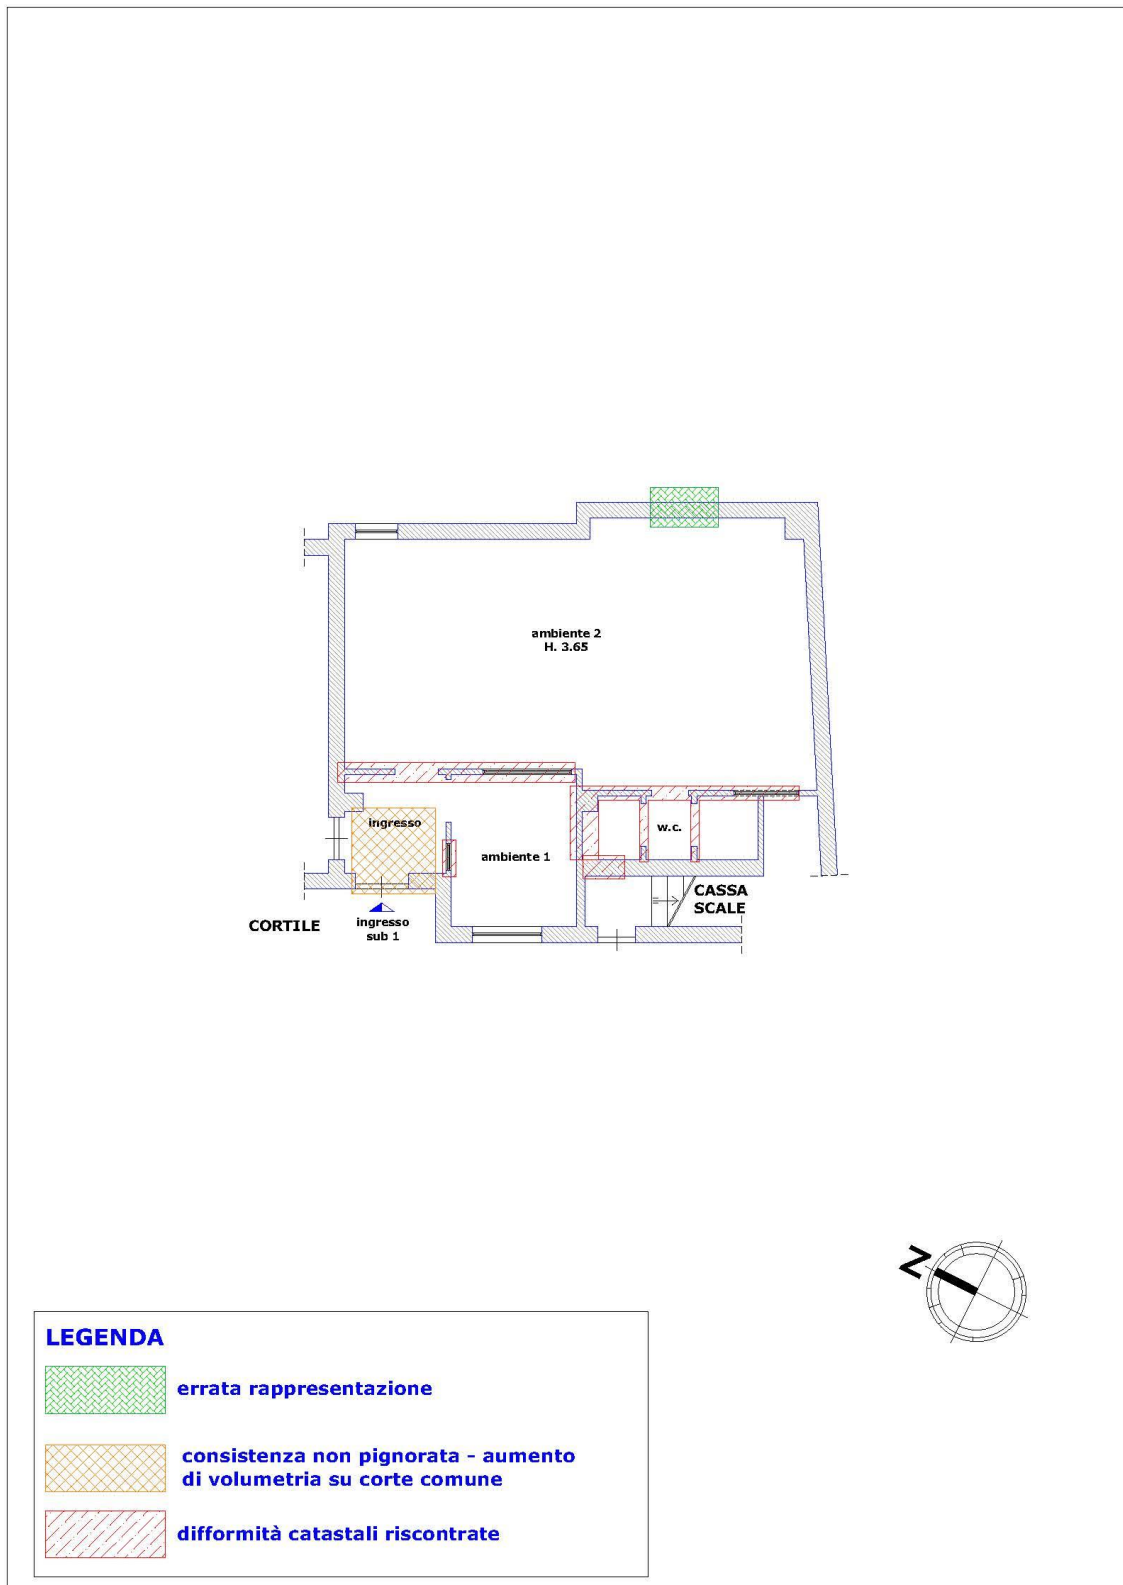 ambiente 2
H. 3.65
ingresso
w.c.
ambiente 1
CASSA
SCALE
CORTILE
ingresso
sub 1
N
LEGENDA
errata rappresentazione
consistenza non pignorata - aumento
di volumetria su corte comune
difformità catastali riscontrate